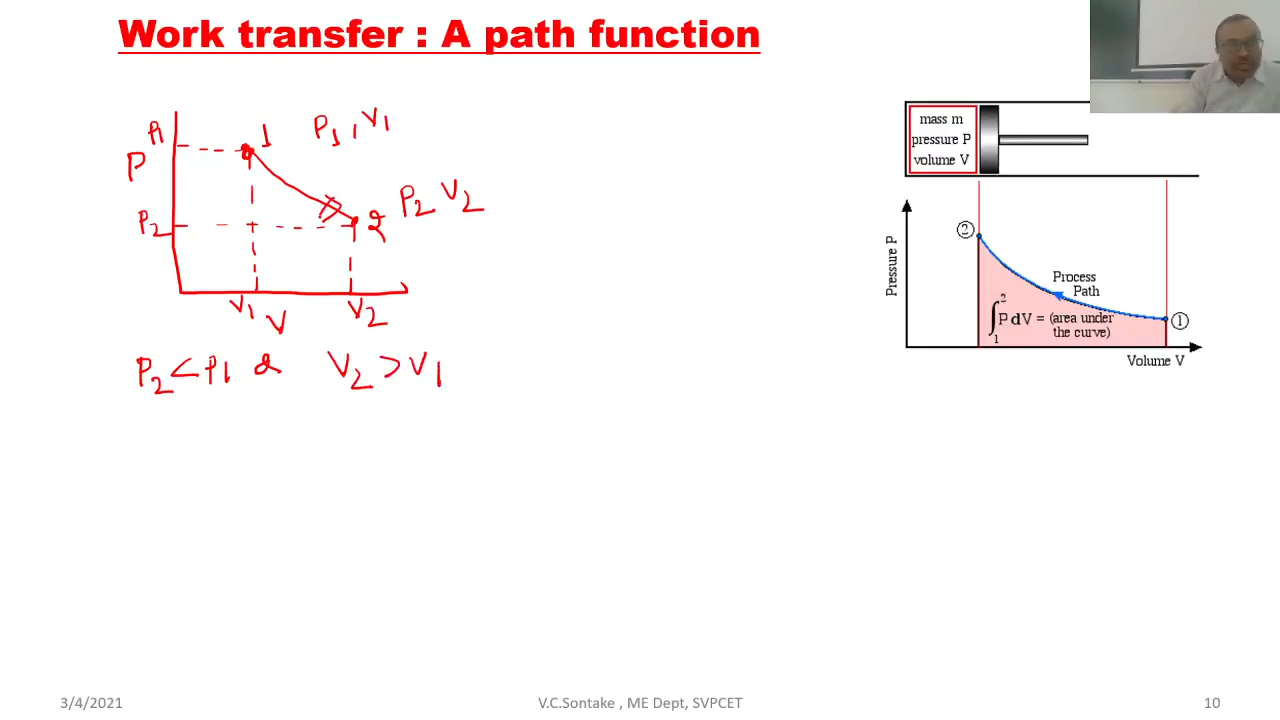 Work transfer : A path function
P1
P
P2
1
P1 , V1
2
P2 V2
V1
V
V2
P2 < P1 & V2 > V1
mass m
pressure P
volume V
Pressure P
②
Process
Path
∫₁² P dV = (area under
the curve)
①
Volume V
3/4/2021
V.C.Sontake , ME Dept, SVPCET
10